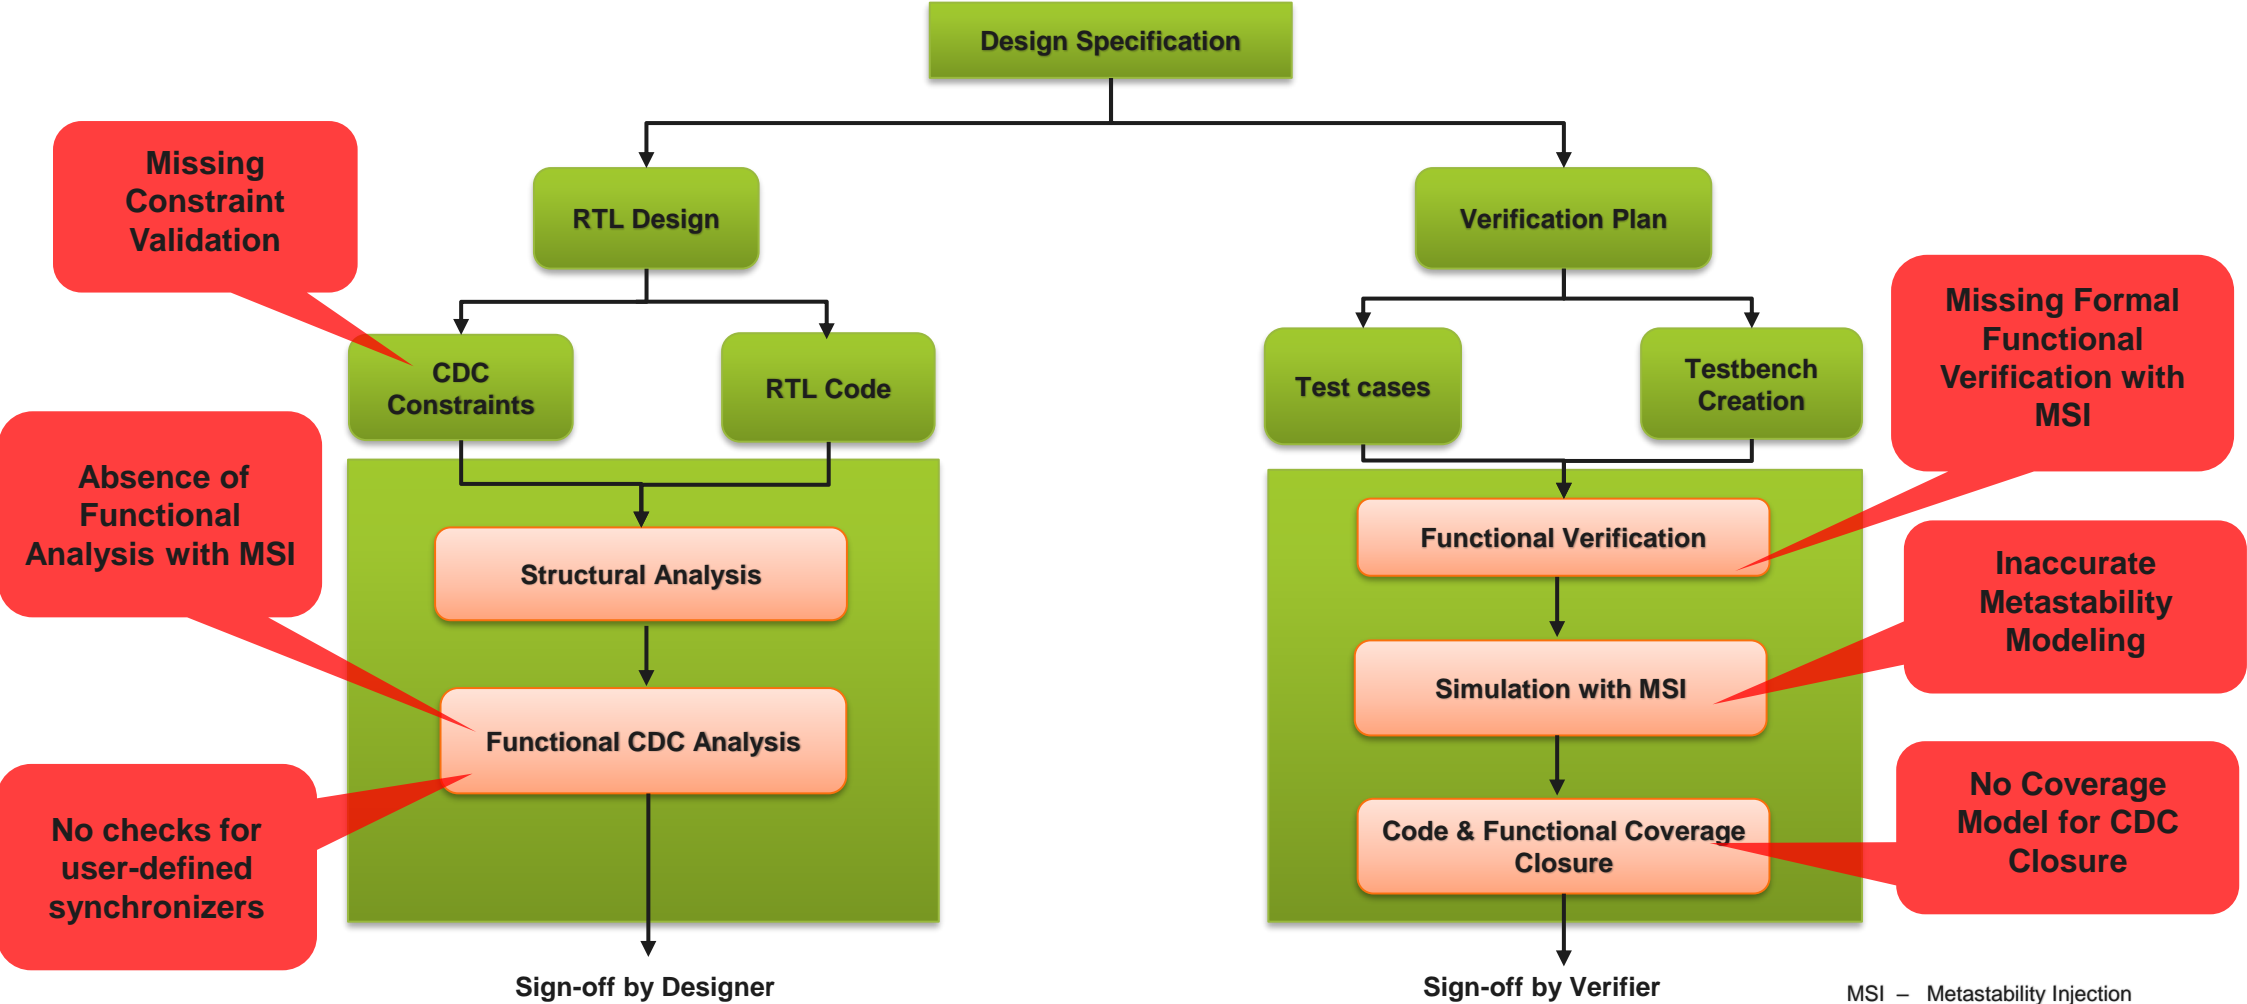 Design Specification
Missing
Constraint
Validation
RTL Design
Verification Plan
Missing Formal
Functional
Verification with
MSI
CDC
Constraints
RTL Code
Test cases
Testbench
Creation
Absence of
Functional
Analysis with MSI
Structural Analysis
Functional Verification
Inaccurate
Metastability
Modeling
Functional CDC Analysis
Simulation with MSI
No checks for
user-defined
synchronizers
Code & Functional Coverage
Closure
No Coverage
Model for CDC
Closure
Sign-off by Designer
Sign-off by Verifier
MSI – Metastability Injection